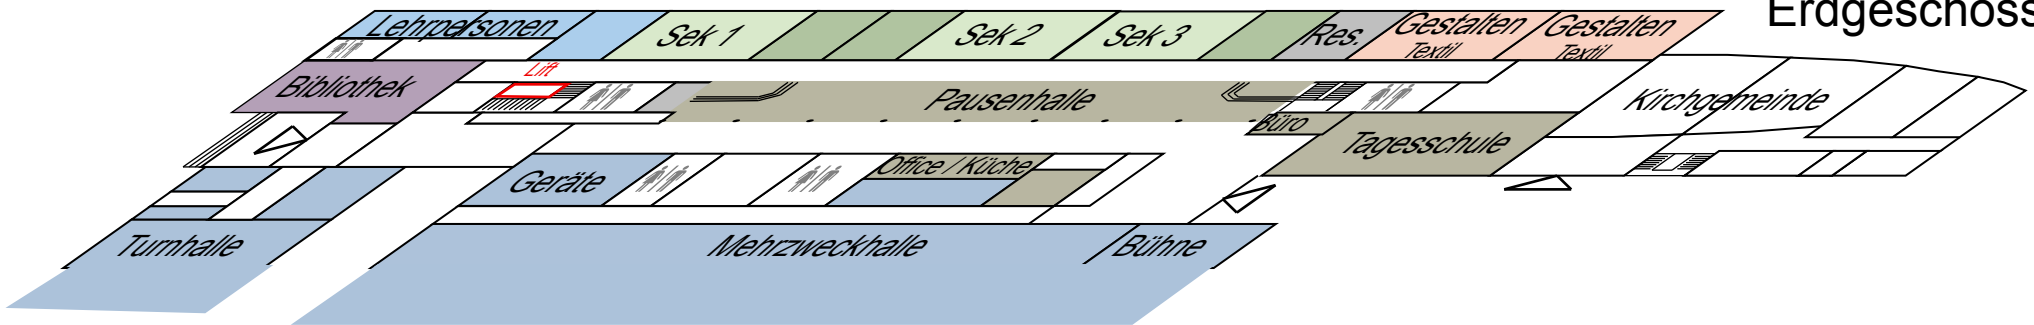 Erdgeschoss
Lehrpersonen
Sek 1
Sek 2
Sek 3
Res.
Gestalten
Textil
Gestalten
Textil
Lift
Bibliothek
Pausenhalle
Kirchgemeinde
Büro
Tagesschule
Geräte
Office / Küche
Turnhalle
Mehrzweckhalle
Bühne